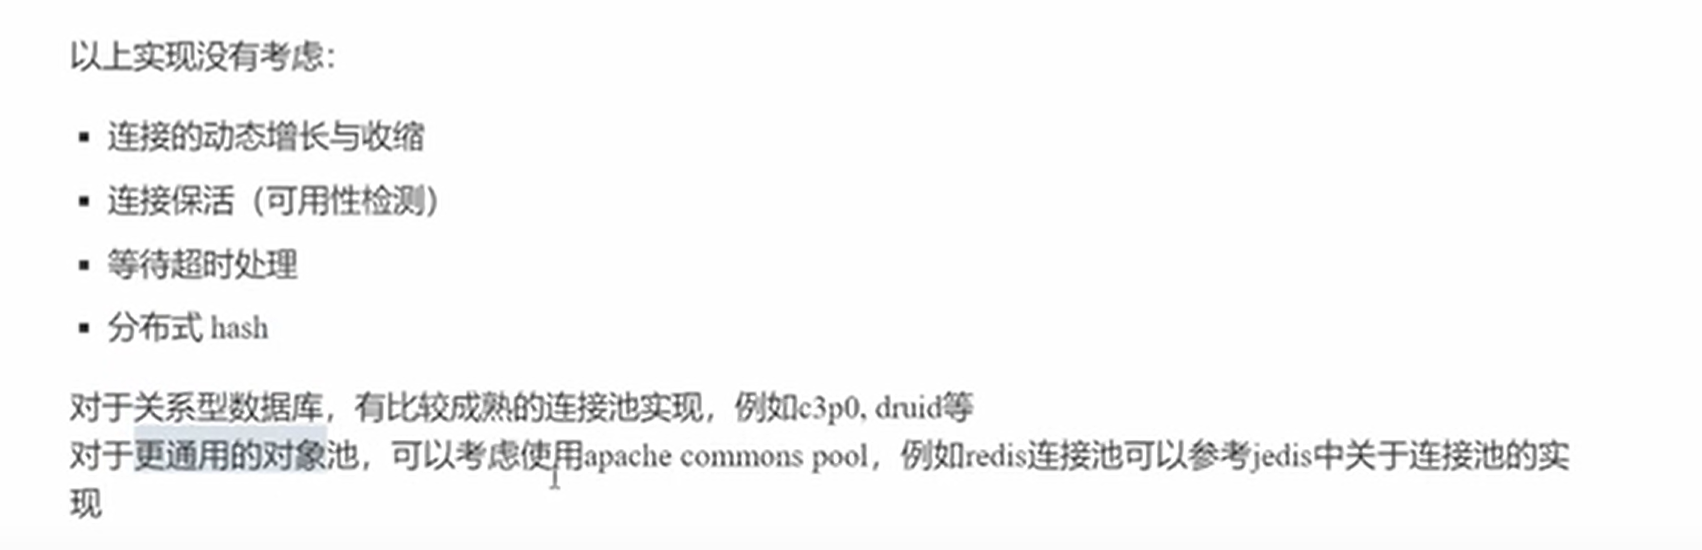 以上实现没有考虑：
▪ 连接的动态增长与收缩
▪ 连接保活（可用性检测）
▪ 等待超时处理
▪ 分布式 hash
对于关系型数据库，有比较成熟的连接池实现，例如c3p0, druid等
对于更通用的对象池，可以考虑使用apache commons pool，例如redis连接池可以参考jedis中关于连接池的实
现